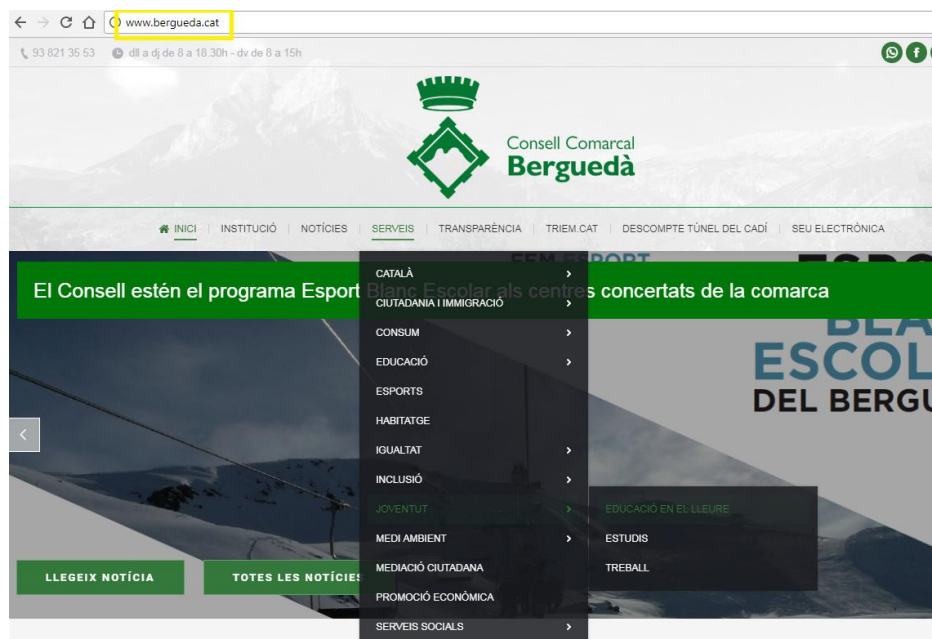 www.bergueda.cat
93 821 35 53 dll a dj de 8 a 18.30h - dv de 8 a 15h
Consell Comarcal
Berguedà
INICI INSTITUCIÓ NOTÍCIES SERVEIS TRANSPARÈNCIA TRIEM.CAT DESCOMPTE TÚNEL DEL CADÍ SEU ELECTRÒNICA
El Consell estén el programa Esport Blanc Escolar als centres concertats de la comarca
ESCOL
DEL BERGU
CATALÀ
CIUTADANIA I IMMIGRACIÓ
CONSUM
EDUCACIÓ
ESPORTS
HABITATGE
IGUALTAT
INCLUSIÓ
JOVENTUT
MEDI AMBIENT
MEDIACIÓ CIUTADANA
PROMOCIÓ ECONÒMICA
SERVEIS SOCIALS
EDUCACIÓ EN EL LLEURE
ESTUDIS
TREBALL
LLEGEIX NOTÍCIA TOTES LES NOTÍCIES